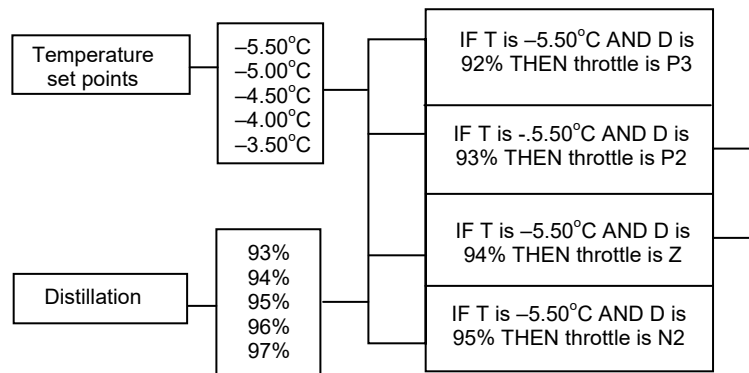 Temperature
set points
–5.50°C
–5.00°C
–4.50°C
–4.00°C
–3.50°C
Distillation
93%
94%
95%
96%
97%
IF T is –5.50°C AND D is
92% THEN throttle is P3
IF T is -.5.50°C AND D is
93% THEN throttle is P2
IF T is –5.50°C AND D is
94% THEN throttle is Z
IF T is –5.50°C AND D is
95% THEN throttle is N2